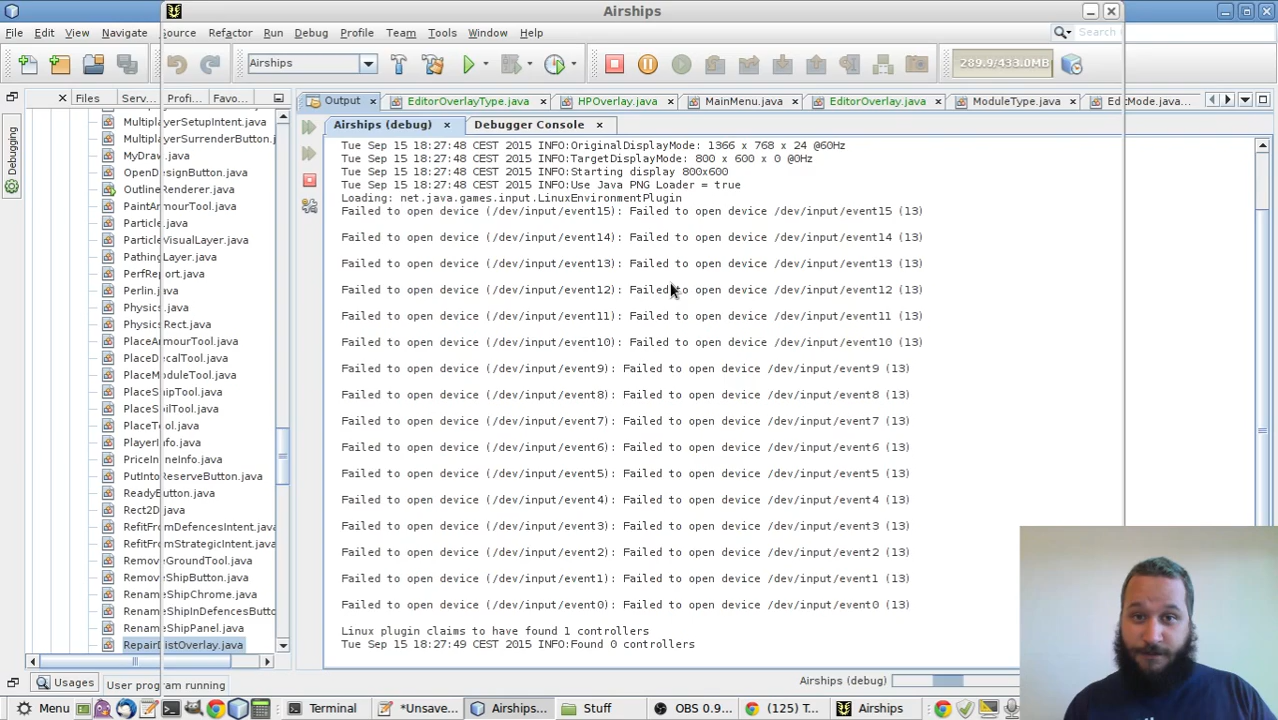 Airships
File Edit View Navigate Source Refactor Run Debug Profile Team Tools Window Help
Search
Airships
289.9/433.0MB
Files Serv... Profi... Favo...
Output EditorOverlayType.java HPOverlay.java MainMenu.java EditorOverlay.java ModuleType.java
Debugging
Airships (debug) Debugger Console
MultiplayerSetupIntent.java
MultiplayerSurrenderButton.j
MyDraw.java
OpenDesignButton.java
OutlineRenderer.java
PaintArmourTool.java
Particle.java
ParticleVisualLayer.java
PathingLayer.java
PerfReport.java
Perlin.java
Physics.java
PhysicsRect.java
PlaceArmourTool.java
PlaceDecalTool.java
PlaceModuleTool.java
PlaceShipTool.java
PlaceSoilTool.java
PlaceTool.java
PlayerInfo.java
PriceInlineInfo.java
PutIntoReserveButton.java
ReadyButton.java
Rect2D.java
RefitFromDefencesIntent.java
RefitFromStrategicIntent.java
RemoveGroundTool.java
RemoveShipButton.java
RenameShipChrome.java
RenameShipInDefencesButto
RenameShipPanel.java
RepairDistOverlay.java
Tue Sep 15 18:27:48 CEST 2015 INFO:OriginalDisplayMode: 1366 x 768 x 24 @60Hz
Tue Sep 15 18:27:48 CEST 2015 INFO:TargetDisplayMode: 800 x 600 x 0 @0Hz
Tue Sep 15 18:27:48 CEST 2015 INFO:Starting display 800x600
Tue Sep 15 18:27:48 CEST 2015 INFO:Use Java PNG Loader = true
Loading: net.java.games.input.LinuxEnvironmentPlugin
Failed to open device (/dev/input/event15): Failed to open device /dev/input/event15 (13)
Failed to open device (/dev/input/event14): Failed to open device /dev/input/event14 (13)
Failed to open device (/dev/input/event13): Failed to open device /dev/input/event13 (13)
Failed to open device (/dev/input/event12): Failed to open device /dev/input/event12 (13)
Failed to open device (/dev/input/event11): Failed to open device /dev/input/event11 (13)
Failed to open device (/dev/input/event10): Failed to open device /dev/input/event10 (13)
Failed to open device (/dev/input/event9): Failed to open device /dev/input/event9 (13)
Failed to open device (/dev/input/event8): Failed to open device /dev/input/event8 (13)
Failed to open device (/dev/input/event7): Failed to open device /dev/input/event7 (13)
Failed to open device (/dev/input/event6): Failed to open device /dev/input/event6 (13)
Failed to open device (/dev/input/event5): Failed to open device /dev/input/event5 (13)
Failed to open device (/dev/input/event4): Failed to open device /dev/input/event4 (13)
Failed to open device (/dev/input/event3): Failed to open device /dev/input/event3 (13)
Failed to open device (/dev/input/event2): Failed to open device /dev/input/event2 (13)
Failed to open device (/dev/input/event1): Failed to open device /dev/input/event1 (13)
Failed to open device (/dev/input/event0): Failed to open device /dev/input/event0 (13)
Linux plugin claims to have found 1 controllers
Tue Sep 15 18:27:49 CEST 2015 INFO:Found 0 controllers
Usages
User program running
Airships (debug)
Menu Terminal *Unsave... Airships... Stuff OBS 0.9... (125) T... Airships